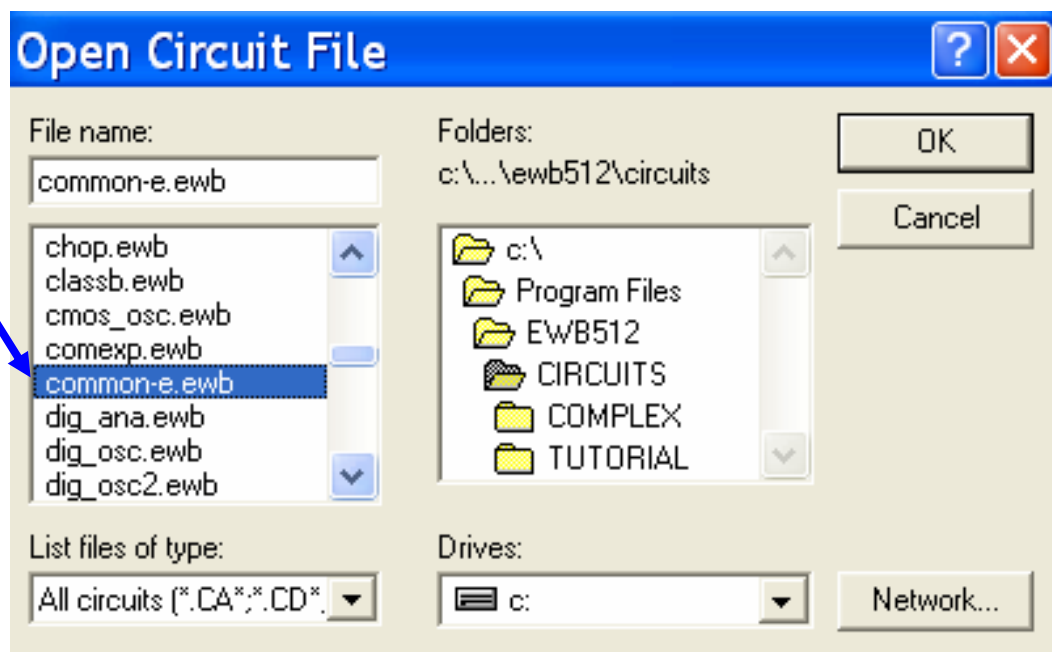 Open Circuit File
?
File name:
common-e.ewb
chop.ewb
classb.ewb
cmos_osc.ewb
comexp.ewb
common-e.ewb
dig_ana.ewb
dig_osc.ewb
dig_osc2.ewb
List files of type:
All circuits (*.CA*;*.CD*.
Folders:
c:\...\ewb512\circuits
c:\
Program Files
EWB512
CIRCUITS
COMPLEX
TUTORIAL
Drives:
c:
OK
Cancel
Network...